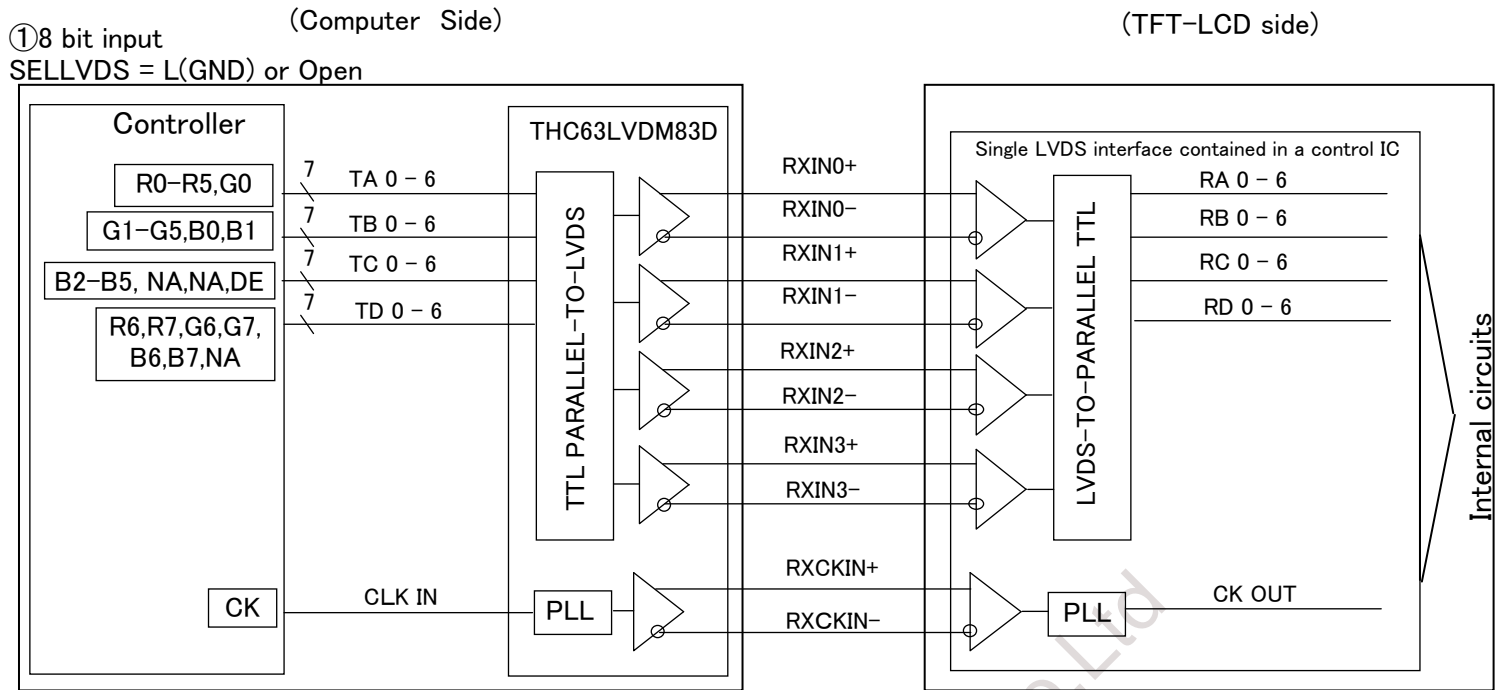 (Computer Side)
(TFT-LCD side)
①8 bit input
SELLVDS = L(GND) or Open
Controller
THC63LVDM83D
Single LVDS interface contained in a control IC
R0-R5,G0
7
TA 0 - 6
RXIN0+
RA 0 - 6
G1-G5,B0,B1
7
TB 0 - 6
RXIN0-
RB 0 - 6
B2-B5, NA,NA,DE
7
TC 0 - 6
RXIN1+
RC 0 - 6
R6,R7,G6,G7,
B6,B7,NA
7
TD 0 - 6
RXIN1-
RD 0 - 6
TTL PARALLEL-TO-LVDS
RXIN2+
RXIN2-
RXIN3+
RXIN3-
LVDS-TO-PARALLEL TTL
Internal circuits
CK
CLK IN
PLL
RXCKIN+
RXCKIN-
PLL
CK OUT